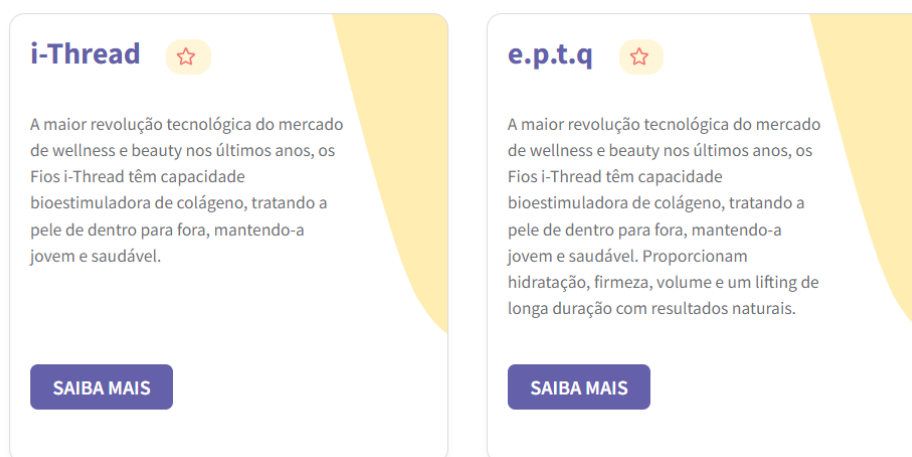 i-Thread
A maior revolução tecnológica do mercado
de wellness e beauty nos últimos anos, os
Fios i-Thread têm capacidade
bioestimuladora de colágeno, tratando a
pele de dentro para fora, mantendo-a
jovem e saudável.
SAIBA MAIS
e.p.t.q
A maior revolução tecnológica do mercado
de wellness e beauty nos últimos anos, os
Fios i-Thread têm capacidade
bioestimuladora de colágeno, tratando a
pele de dentro para fora, mantendo-a
jovem e saudável. Proporcionam
hidratação, firmeza, volume e um lifting de
longa duração com resultados naturais.
SAIBA MAIS